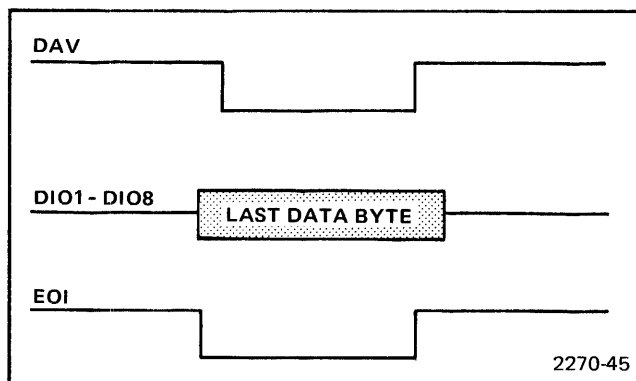 DAV
DIO1 - DIO8
LAST DATA BYTE
EOI
2270-45